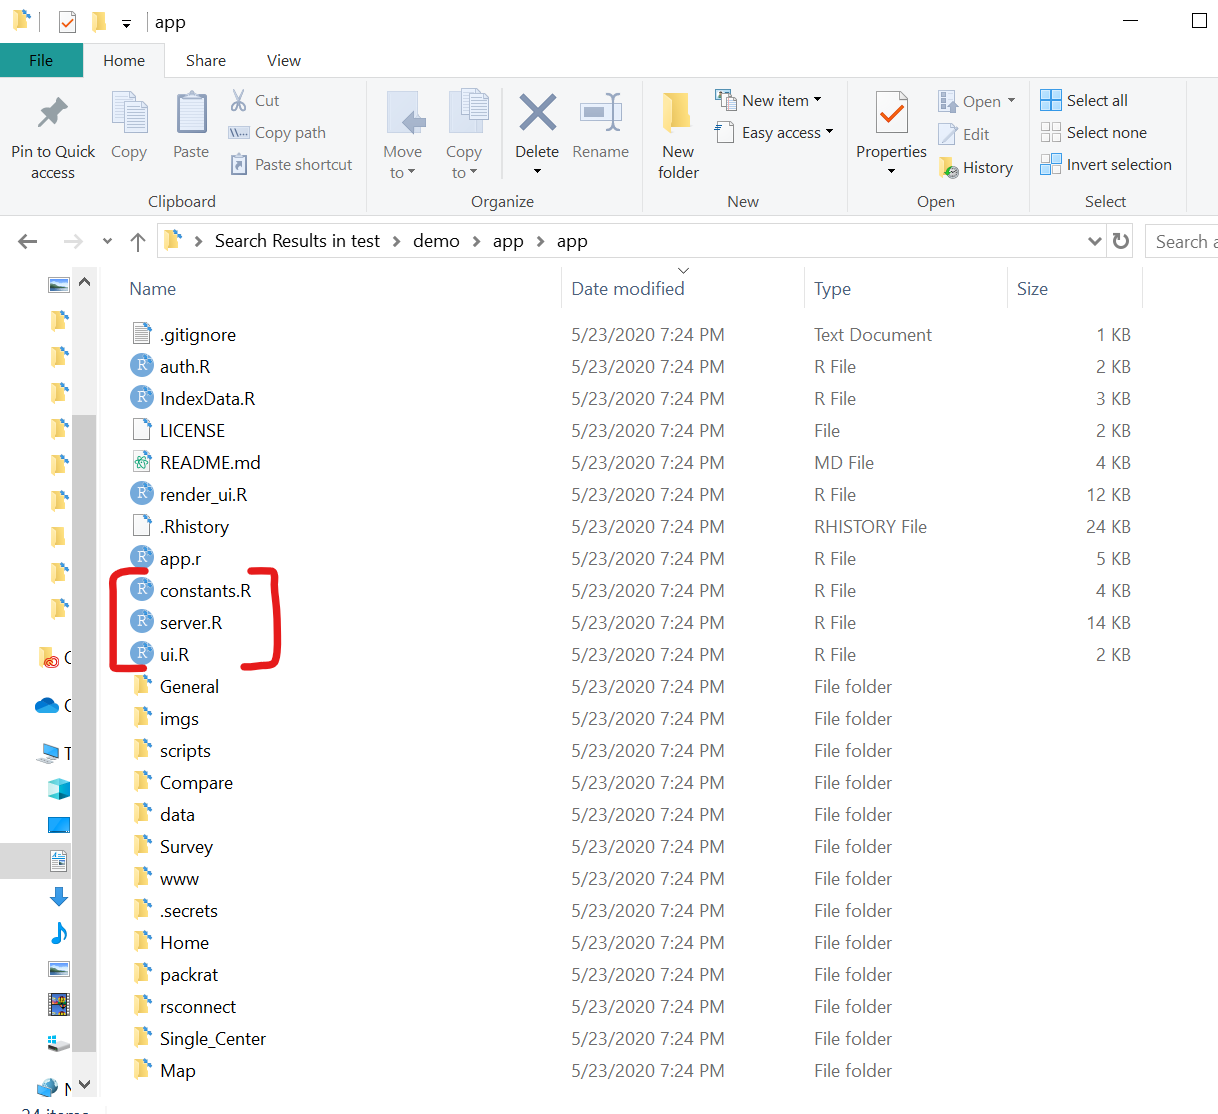 app
File Home Share View
Pin to Quick access
Copy
Paste
Cut
Copy path
Paste shortcut
Clipboard
Move to
Copy to
Delete
Rename
Organize
New folder
New item
Easy access
New
Properties
Open
Edit
History
Open
Select all
Select none
Invert selection
Select
Search Results in test > demo > app > app
Search
Name Date modified Type Size
.gitignore 5/23/2020 7:24 PM Text Document 1 KB
auth.R 5/23/2020 7:24 PM R File 2 KB
IndexData.R 5/23/2020 7:24 PM R File 3 KB
LICENSE 5/23/2020 7:24 PM File 2 KB
README.md 5/23/2020 7:24 PM MD File 4 KB
render_ui.R 5/23/2020 7:24 PM R File 12 KB
.Rhistory 5/23/2020 7:24 PM RHISTORY File 24 KB
app.r 5/23/2020 7:24 PM R File 5 KB
constants.R 5/23/2020 7:24 PM R File 4 KB
server.R 5/23/2020 7:24 PM R File 14 KB
ui.R 5/23/2020 7:24 PM R File 2 KB
General 5/23/2020 7:24 PM File folder
imgs 5/23/2020 7:24 PM File folder
scripts 5/23/2020 7:24 PM File folder
Compare 5/23/2020 7:24 PM File folder
data 5/23/2020 7:24 PM File folder
Survey 5/23/2020 7:24 PM File folder
www 5/23/2020 7:24 PM File folder
.secrets 5/23/2020 7:24 PM File folder
Home 5/23/2020 7:24 PM File folder
packrat 5/23/2020 7:24 PM File folder
rsconnect 5/23/2020 7:24 PM File folder
Single_Center 5/23/2020 7:24 PM File folder
Map 5/23/2020 7:24 PM File folder